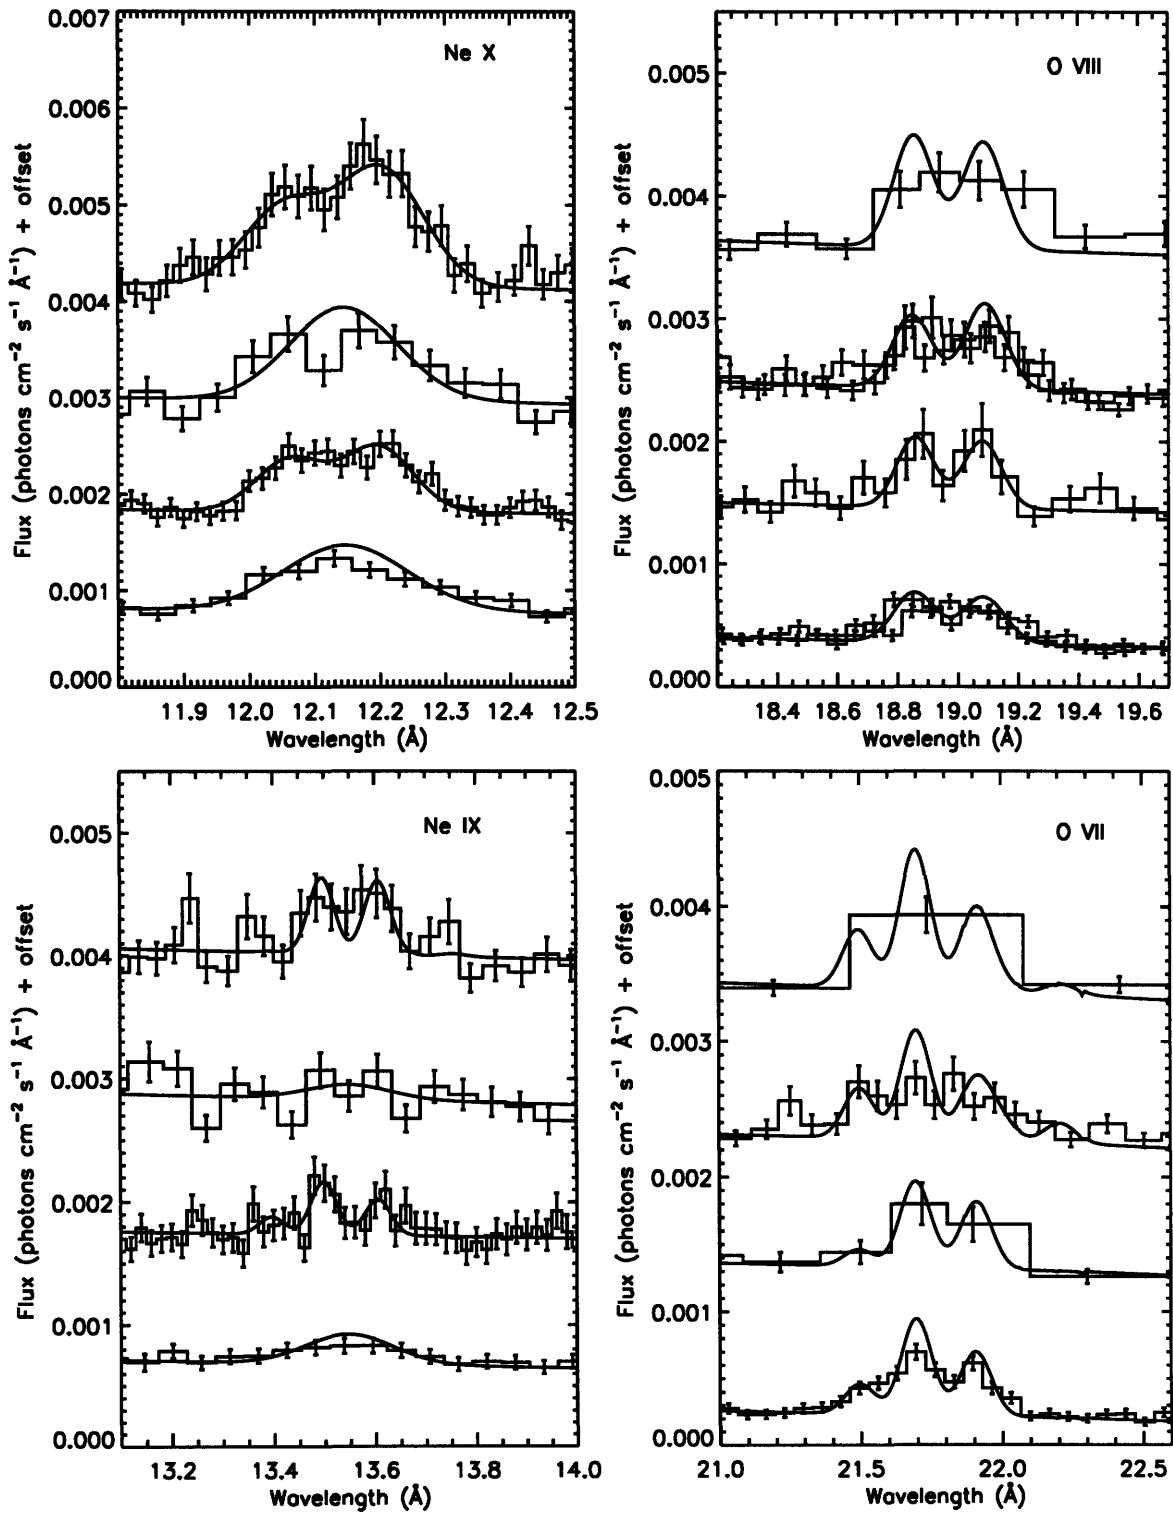 Ne X
0.007
0.006
0.005
0.004
0.003
0.002
0.001
0.000
Flux (photons cm⁻² s⁻¹ Å⁻¹) + offset
11.9 12.0 12.1 12.2 12.3 12.4 12.5
Wavelength (Å)
O VIII
0.005
0.004
0.003
0.002
0.001
0.000
Flux (photons cm⁻² s⁻¹ Å⁻¹) + offset
18.4 18.6 18.8 19.0 19.2 19.4 19.6
Wavelength (Å)
Ne IX
0.005
0.004
0.003
0.002
0.001
0.000
Flux (photons cm⁻² s⁻¹ Å⁻¹) + offset
13.2 13.4 13.6 13.8 14.0
Wavelength (Å)
O VII
0.005
0.004
0.003
0.002
0.001
0.000
Flux (photons cm⁻² s⁻¹ Å⁻¹) + offset
21.0 21.5 22.0 22.5
Wavelength (Å)